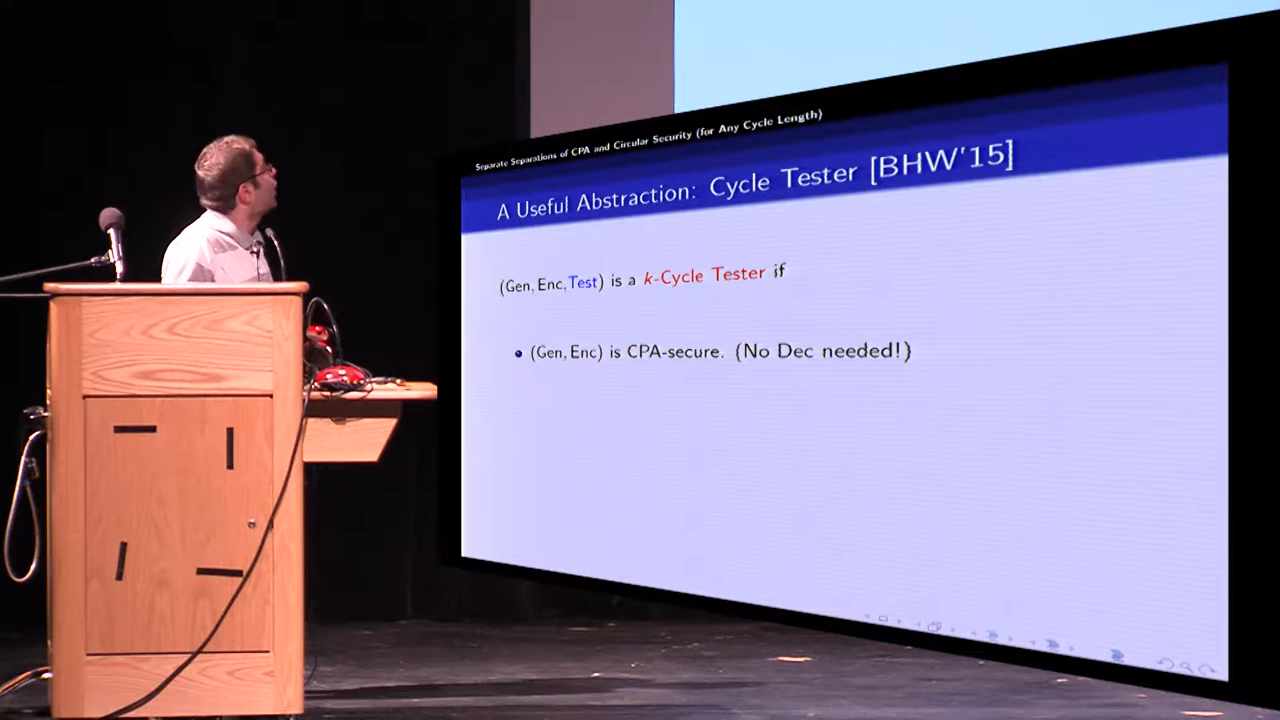 Separate Separations of CPA and Circular Security (for Any Cycle Length)
A Useful Abstraction: Cycle Tester [BHW'15]
(Gen, Enc, Test) is a k-Cycle Tester if
• (Gen, Enc) is CPA-secure. (No Dec needed!)